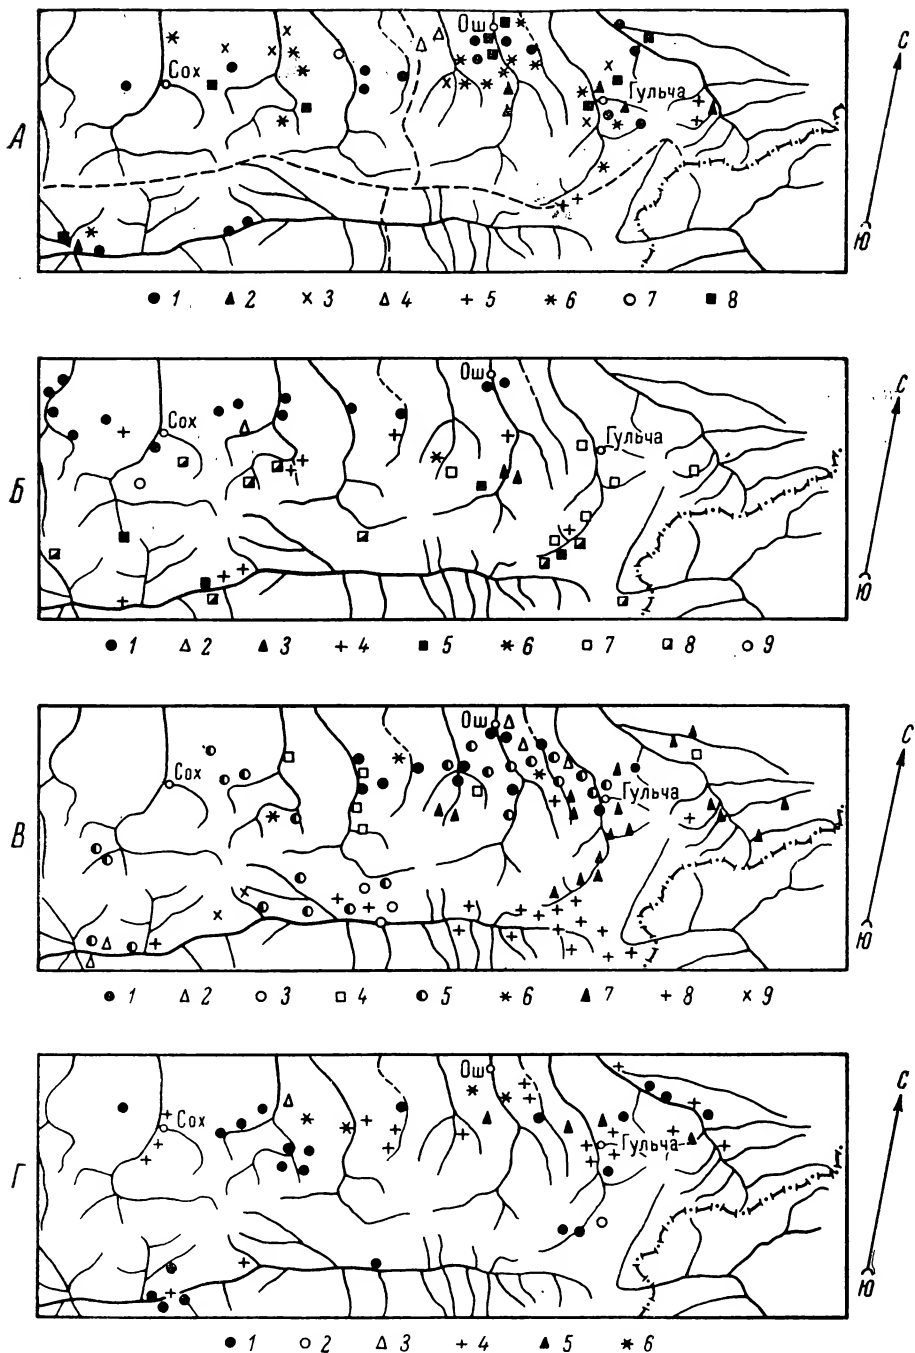 А
Ош
Сох
Гульча
С
Ю
1 2 3 4 5 6 7 8
Б
Ош
Сох
Гульча
С
Ю
1 2 3 4 5 6 7 8 9
В
Ош
Сох
Гульча
С
Ю
1 2 3 4 5 6 7 8 9
Г
Ош
Сох
Гульча
С
Ю
1 2 3 4 5 6